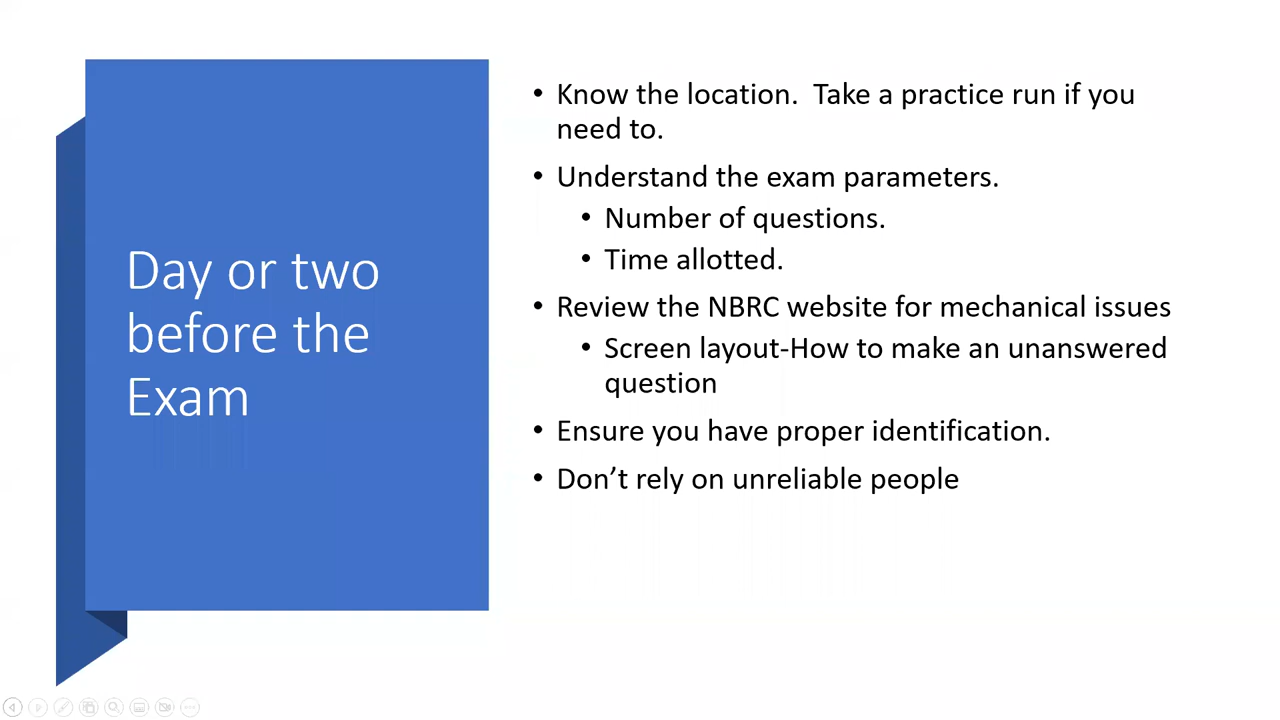 Day or two
before the
Exam
• Know the location.  Take a practice run if you
need to.
• Understand the exam parameters.
• Number of questions.
• Time allotted.
• Review the NBRC website for mechanical issues
• Screen layout-How to make an unanswered
question
• Ensure you have proper identification.
• Don’t rely on unreliable people